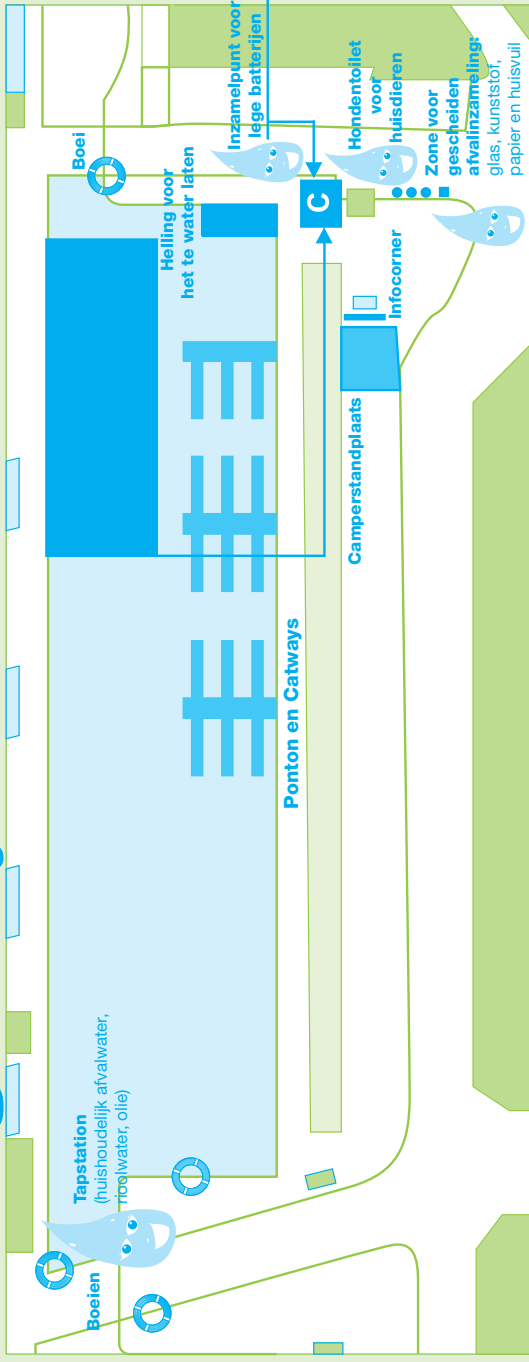 Inzamelpunt voor
lege batterijen
Boei
Hondentoilet
voor
huisdieren
Zone voor
gescheiden
afvalinzameling:
glas, kunststof,
papier en huisvuil
Helling voor
het te water laten
C
Infocorner
Camperstandplaats
Ponton en Catways
Tapstation
(huishoudelijk afvalwater,
rioolwater, olie)
Boeien